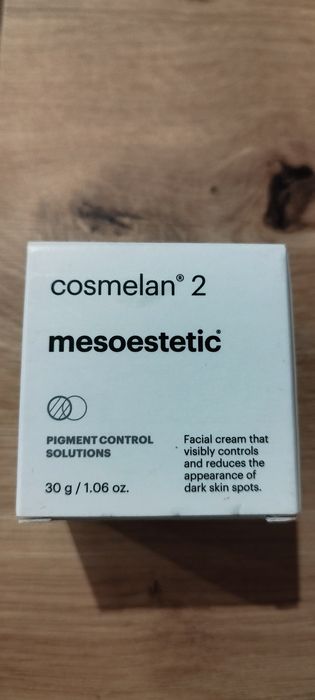 cosmelan® 2
mesoestetic®
PIGMENT CONTROL
SOLUTIONS
30 g / 1.06 oz.
Facial cream that
visibly controls
and reduces the
appearance of
dark skin spots.